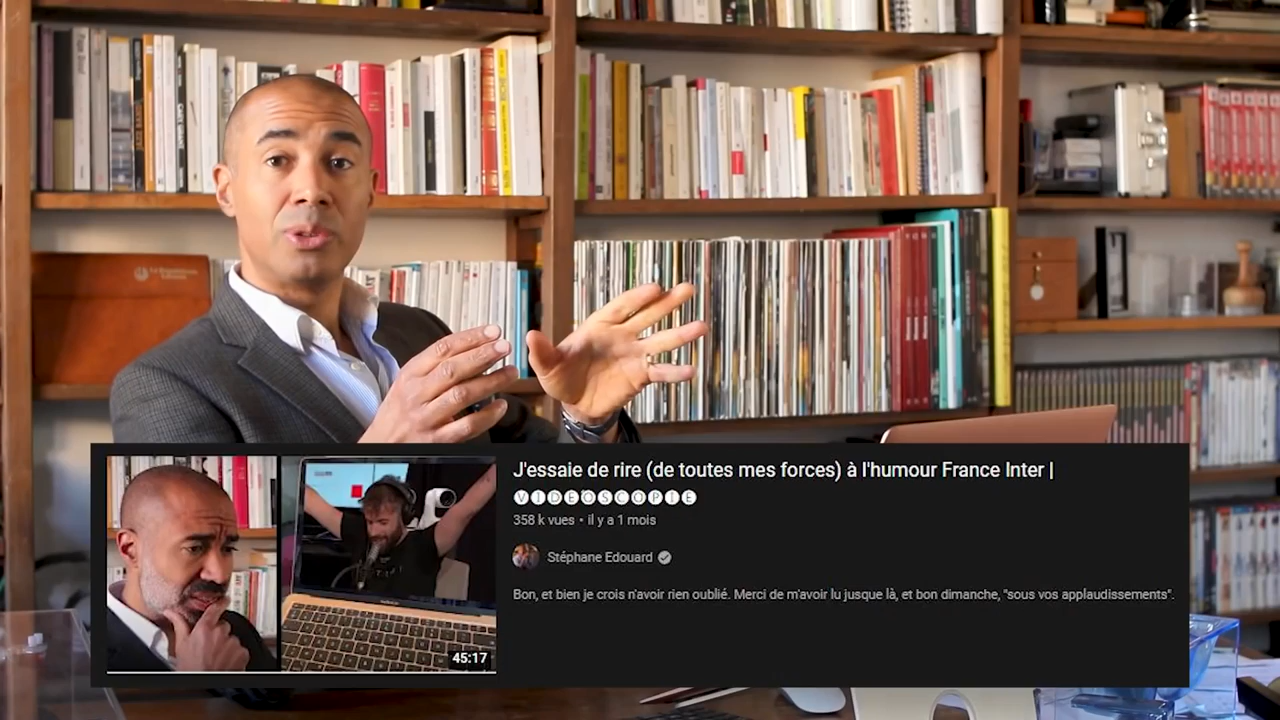 J'essaie de rire (de toutes mes forces) à l'humour France Inter |
ⓋⒾⒹⒺⓄⓈⒸⓄⓅⒾⒺ
358 k vues • il y a 1 mois
Stéphane Edouard
Bon, et bien je crois n'avoir rien oublié. Merci de m'avoir lu jusque là, et bon dimanche, "sous vos applaudissements".
45:17